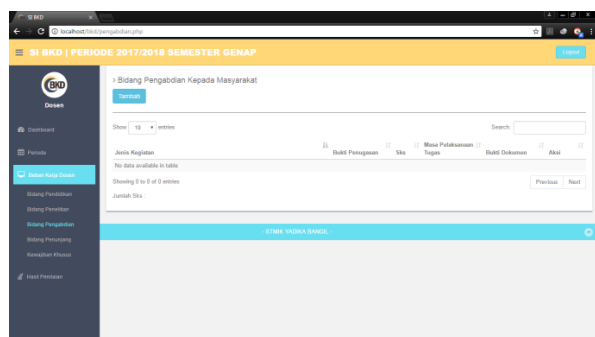 SI BKD
localhost/bkd/pengabdian.php
SI BKD | PERIODE 2017/2018 SEMESTER GENAP
Logout
BKD
Dosen
Dashboard
Periode
Beban Kerja Dosen
Bidang Pendidikan
Bidang Penelitian
Bidang Pengabdian
Bidang Penunjang
Kewajiban Khusus
Hasil Penilaian
> Bidang Pengabdian Kepada Masyarakat
Tambah
Show 10 entries
Search:
Jenis Kegiatan Bukti Penugasan Sks Masa Pelaksanaan Tugas Bukti Dokumen Aksi
No data available in table
Showing 0 to 0 of 0 entries
Previous Next
Jumlah Sks :
- STMIK YADIKA BANGIL -